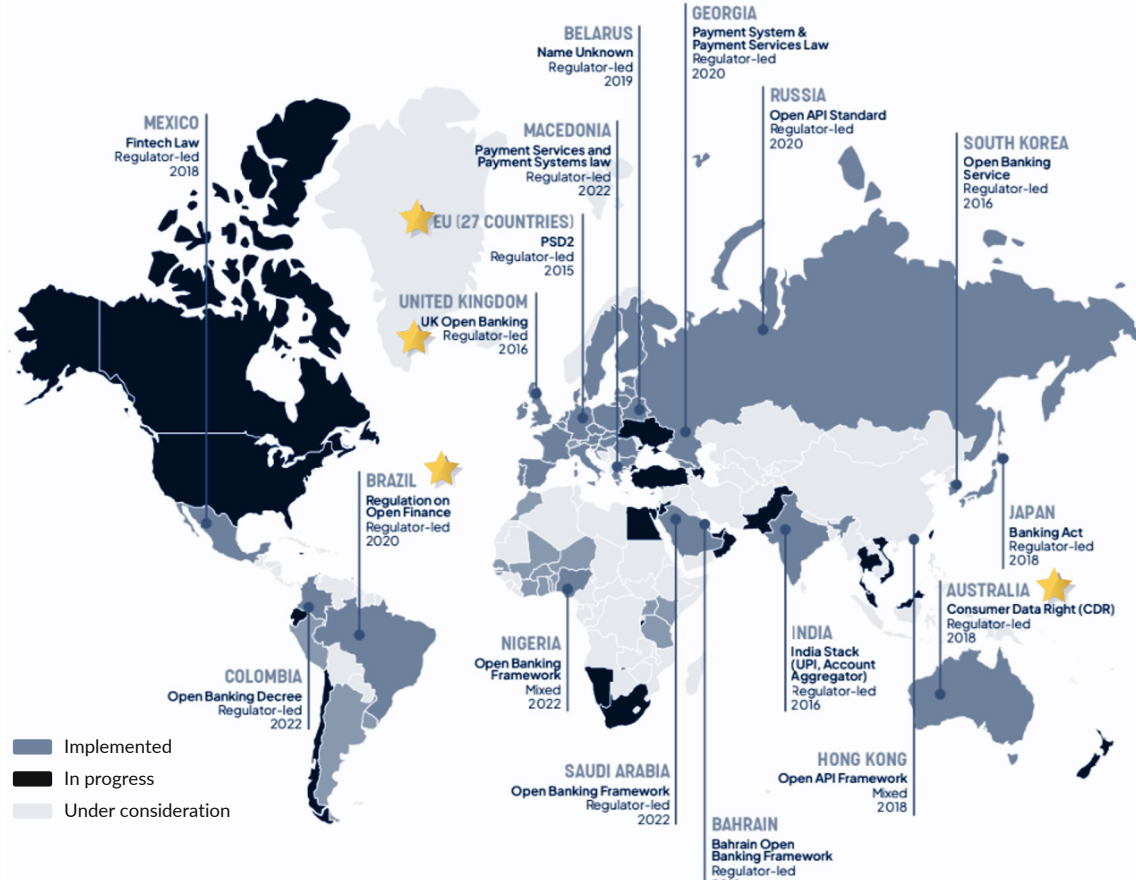 GEORGIA
Payment System &
Payment Services Law
Regulator-led
2020
BELARUS
Name Unknown
Regulator-led
2019
RUSSIA
Open API Standard
Regulator-led
2020
MEXICO
Fintech Law
Regulator-led
2018
MACEDONIA
Payment Services and
Payment Systems law
Regulator-led
2022
SOUTH KOREA
Open Banking
Service
Regulator-led
2016
EU (27 COUNTRIES)
PSD2
Regulator-led
2015
UNITED KINGDOM
UK Open Banking
Regulator-led
2016
BRAZIL
Regulation on
Open Finance
Regulator-led
2020
JAPAN
Banking Act
Regulator-led
2018
AUSTRALIA
Consumer Data Right (CDR)
Regulator-led
2018
NIGERIA
Open Banking
Framework
Mixed
2022
INDIA
India Stack
(UPI, Account
Aggregator)
Regulator-led
2016
COLOMBIA
Open Banking Decree
Regulator-led
2022
Implemented
In progress
Under consideration
SAUDI ARABIA
Open Banking Framework
Regulator-led
2022
HONG KONG
Open API Framework
Mixed
2018
BAHRAIN
Bahrain Open
Banking Framework
Regulator-led